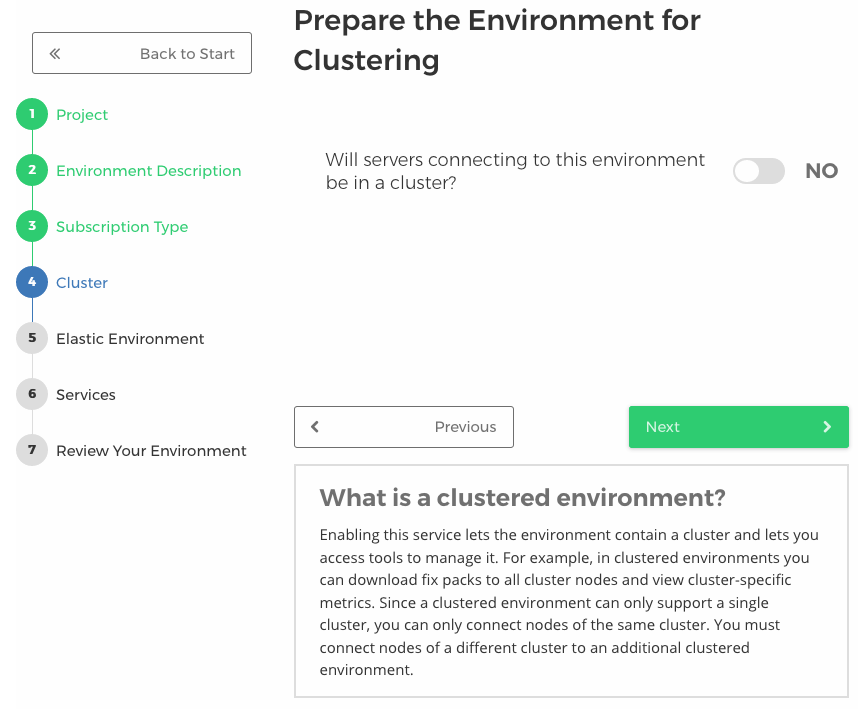 Prepare the Environment for
Clustering
Back to Start
1 Project
2 Environment Description
3 Subscription Type
4 Cluster
5 Elastic Environment
6 Services
7 Review Your Environment
Will servers connecting to this environment
be in a cluster?
NO
Previous
Next
What is a clustered environment?
Enabling this service lets the environment contain a cluster and lets you
access tools to manage it. For example, in clustered environments you
can download fix packs to all cluster nodes and view cluster-specific
metrics. Since a clustered environment can only support a single
cluster, you can only connect nodes of the same cluster. You must
connect nodes of a different cluster to an additional clustered
environment.